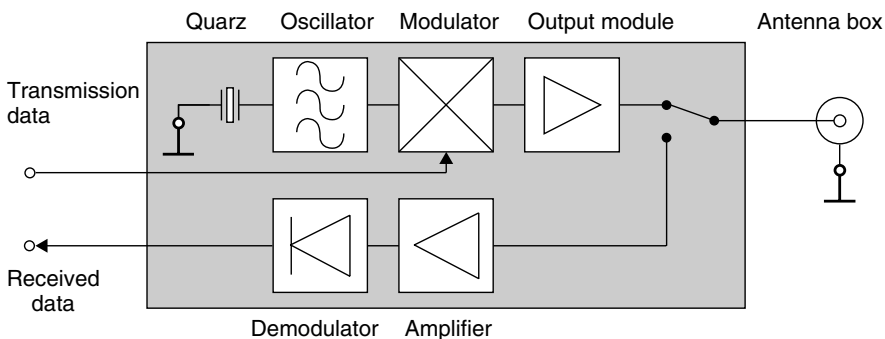 Quarz
Oscillator
Modulator
Output module
Antenna box
Transmission
data
Received
data
Demodulator
Amplifier